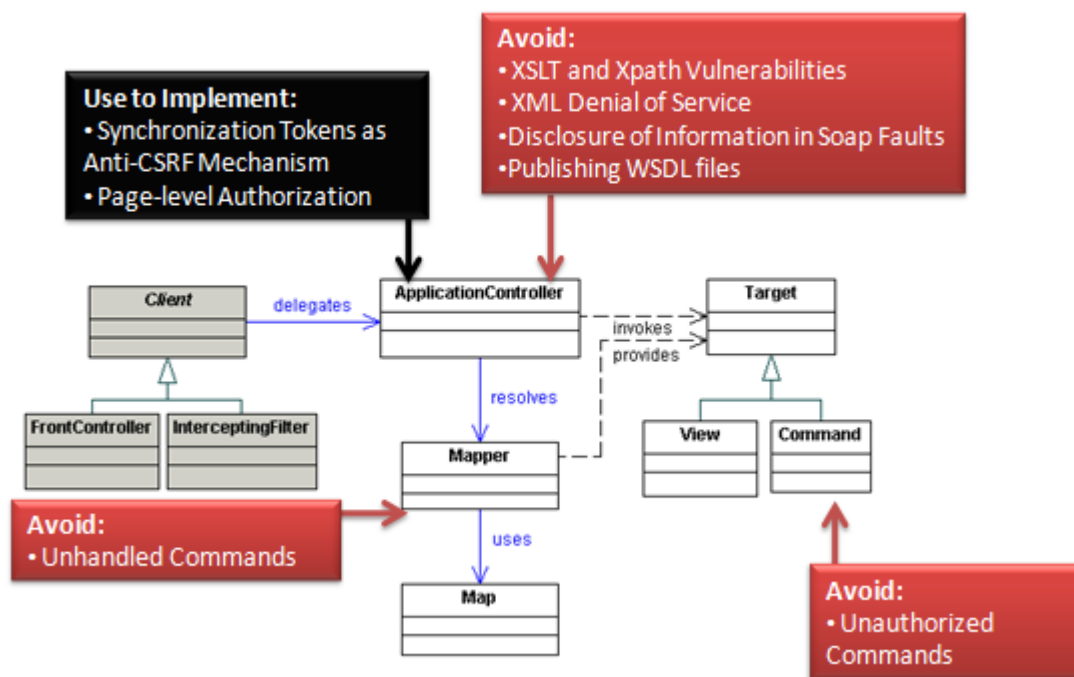 Avoid:
• XSLT and Xpath Vulnerabilities
• XML Denial of Service
•Disclosure of Information in Soap Faults
•Publishing WSDL files
Use to Implement:
• Synchronization Tokens as
Anti-CSRF Mechanism
• Page-level Authorization
Client
delegates
ApplicationController
invokes
provides
Target
resolves
FrontController
InterceptingFilter
Mapper
View
Command
Avoid:
• Unhandled Commands
uses
Map
Avoid:
• Unauthorized
Commands